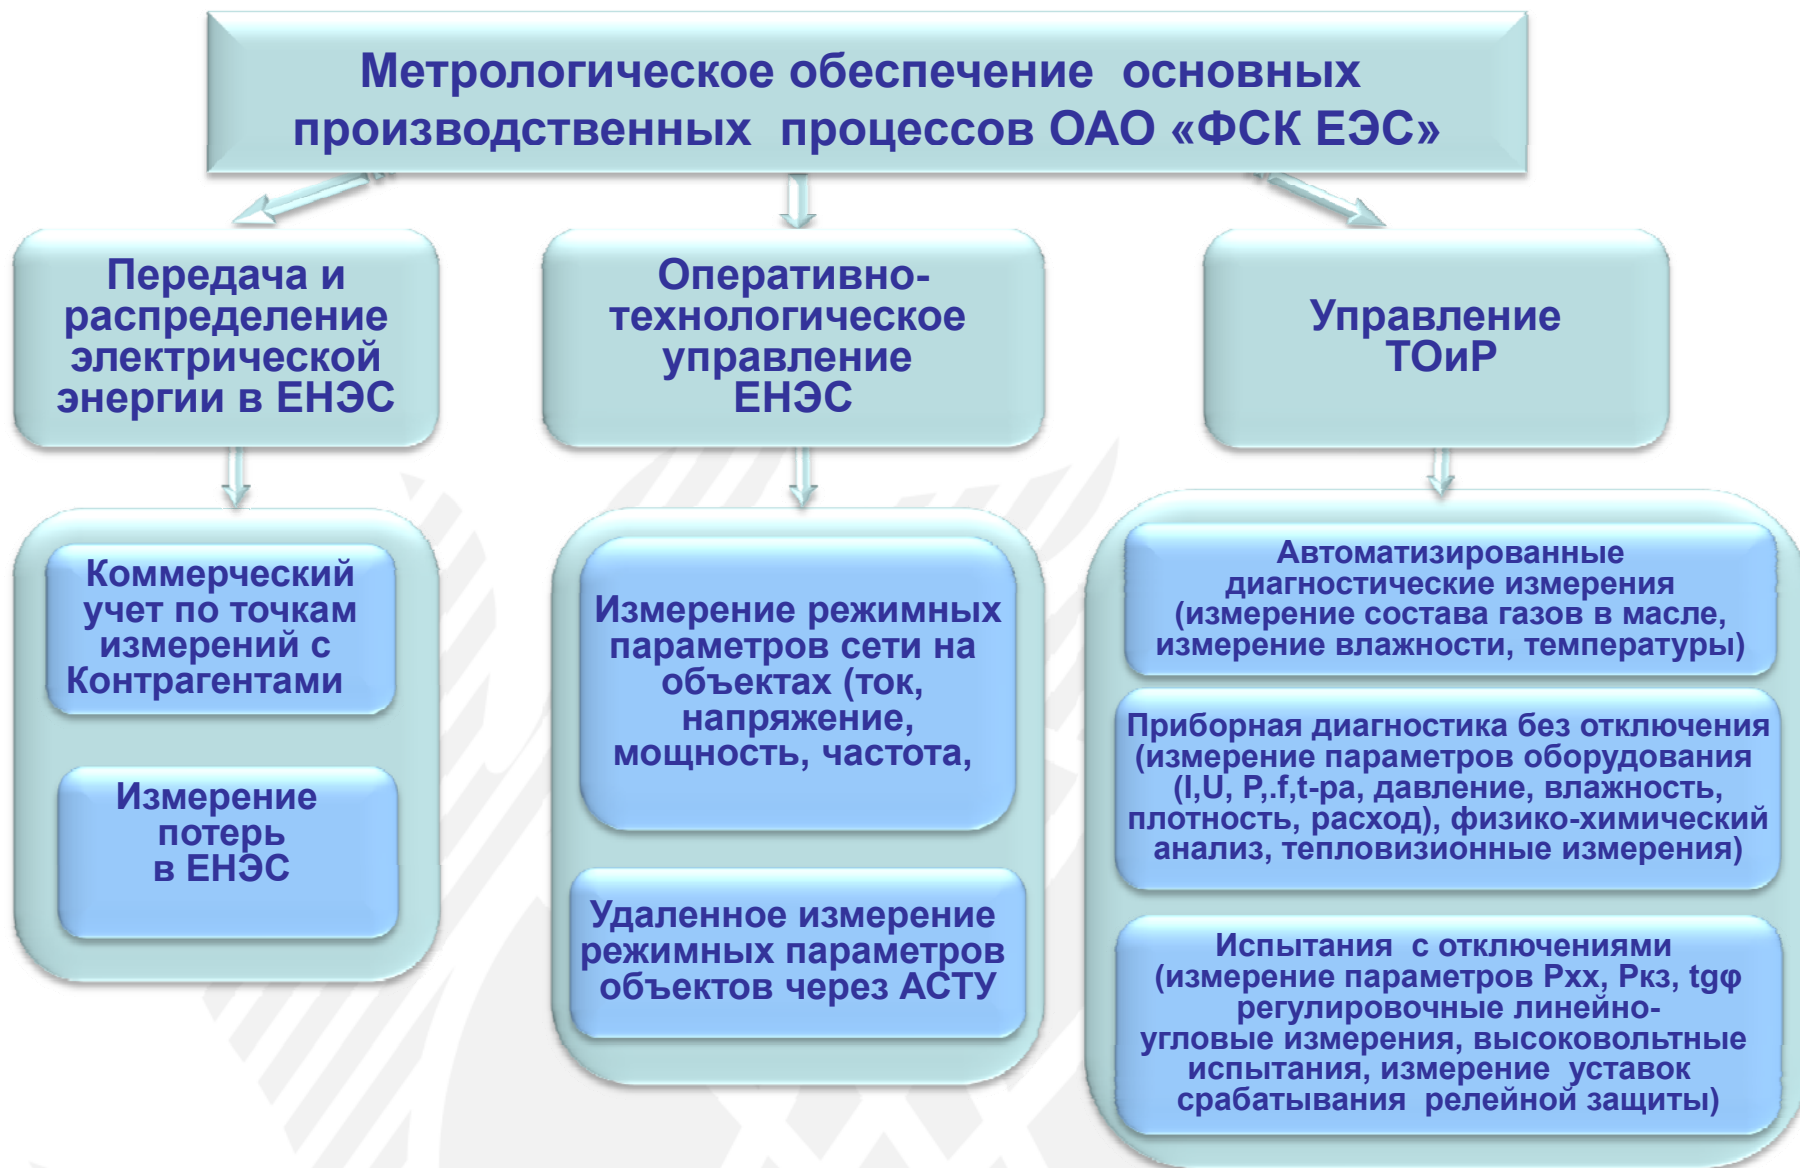 Метрологическое обеспечение основных
производственных процессов ОАО «ФСК ЕЭС»
Передача и
распределение
электрической
энергии в ЕНЭС
Оперативно-
технологическое
управление
ЕНЭС
Управление
ТОиР
Коммерческий
учет по точкам
измерений с
Контрагентами
Измерение
потерь
в ЕНЭС
Измерение режимных
параметров сети на
объектах (ток,
напряжение,
мощность, частота,
Удаленное измерение
режимных параметров
объектов через АСТУ
Автоматизированные
диагностические измерения
(измерение состава газов в масле,
измерение влажности, температуры)
Приборная диагностика без отключения
(измерение параметров оборудования
(I,U, P,.f,t-ра, давление, влажность,
плотность, расход), физико-химический
анализ, тепловизионные измерения)
Испытания с отключениями
(измерение параметров Рхх, Ркз, tgφ
регулировочные линейно-
угловые измерения, высоковольтные
испытания, измерение уставок
срабатывания релейной защиты)